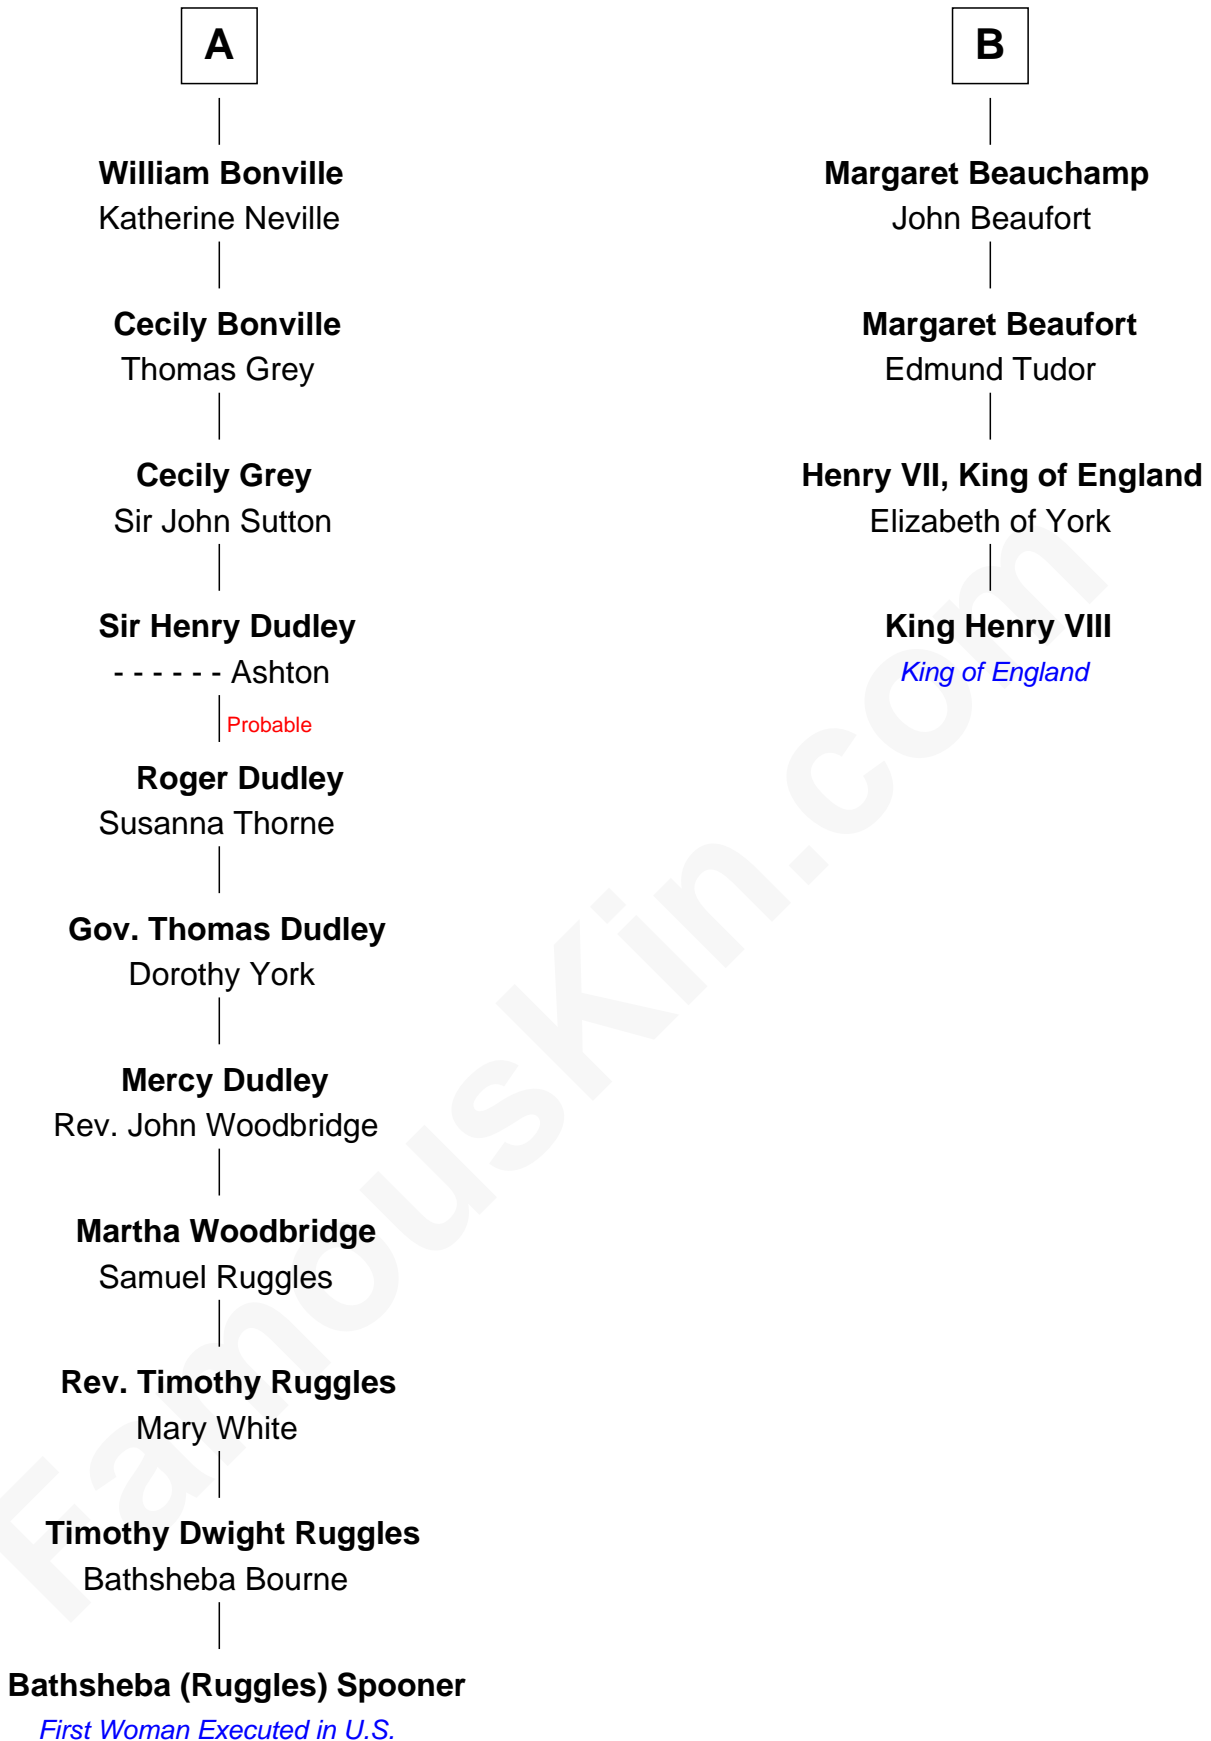 A
William Bonville
Katherine Neville
Cecily Bonville
Thomas Grey
Cecily Grey
Sir John Sutton
Sir Henry Dudley
- - - - - - Ashton
Probable
Roger Dudley
Susanna Thorne
Gov. Thomas Dudley
Dorothy York
Mercy Dudley
Rev. John Woodbridge
Martha Woodbridge
Samuel Ruggles
Rev. Timothy Ruggles
Mary White
Timothy Dwight Ruggles
Bathsheba Bourne
Bathsheba (Ruggles) Spooner
First Woman Executed in U.S.
B
Margaret Beauchamp
John Beaufort
Margaret Beaufort
Edmund Tudor
Henry VII, King of England
Elizabeth of York
King Henry VIII
King of England
FamousKin.com